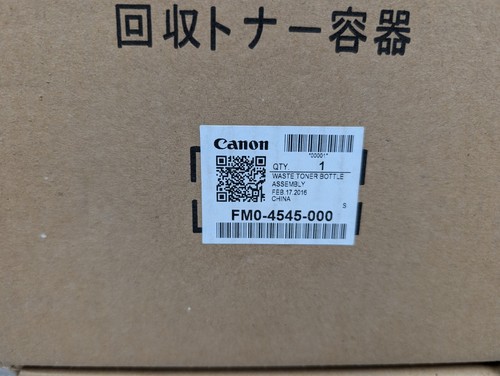 回収トナー容器
Canon
*00001*
QTY. 1
WASTE TONER BOTTLE
ASSEMBLY
FEB.17.2016
CHINA
S
FM0-4545-000